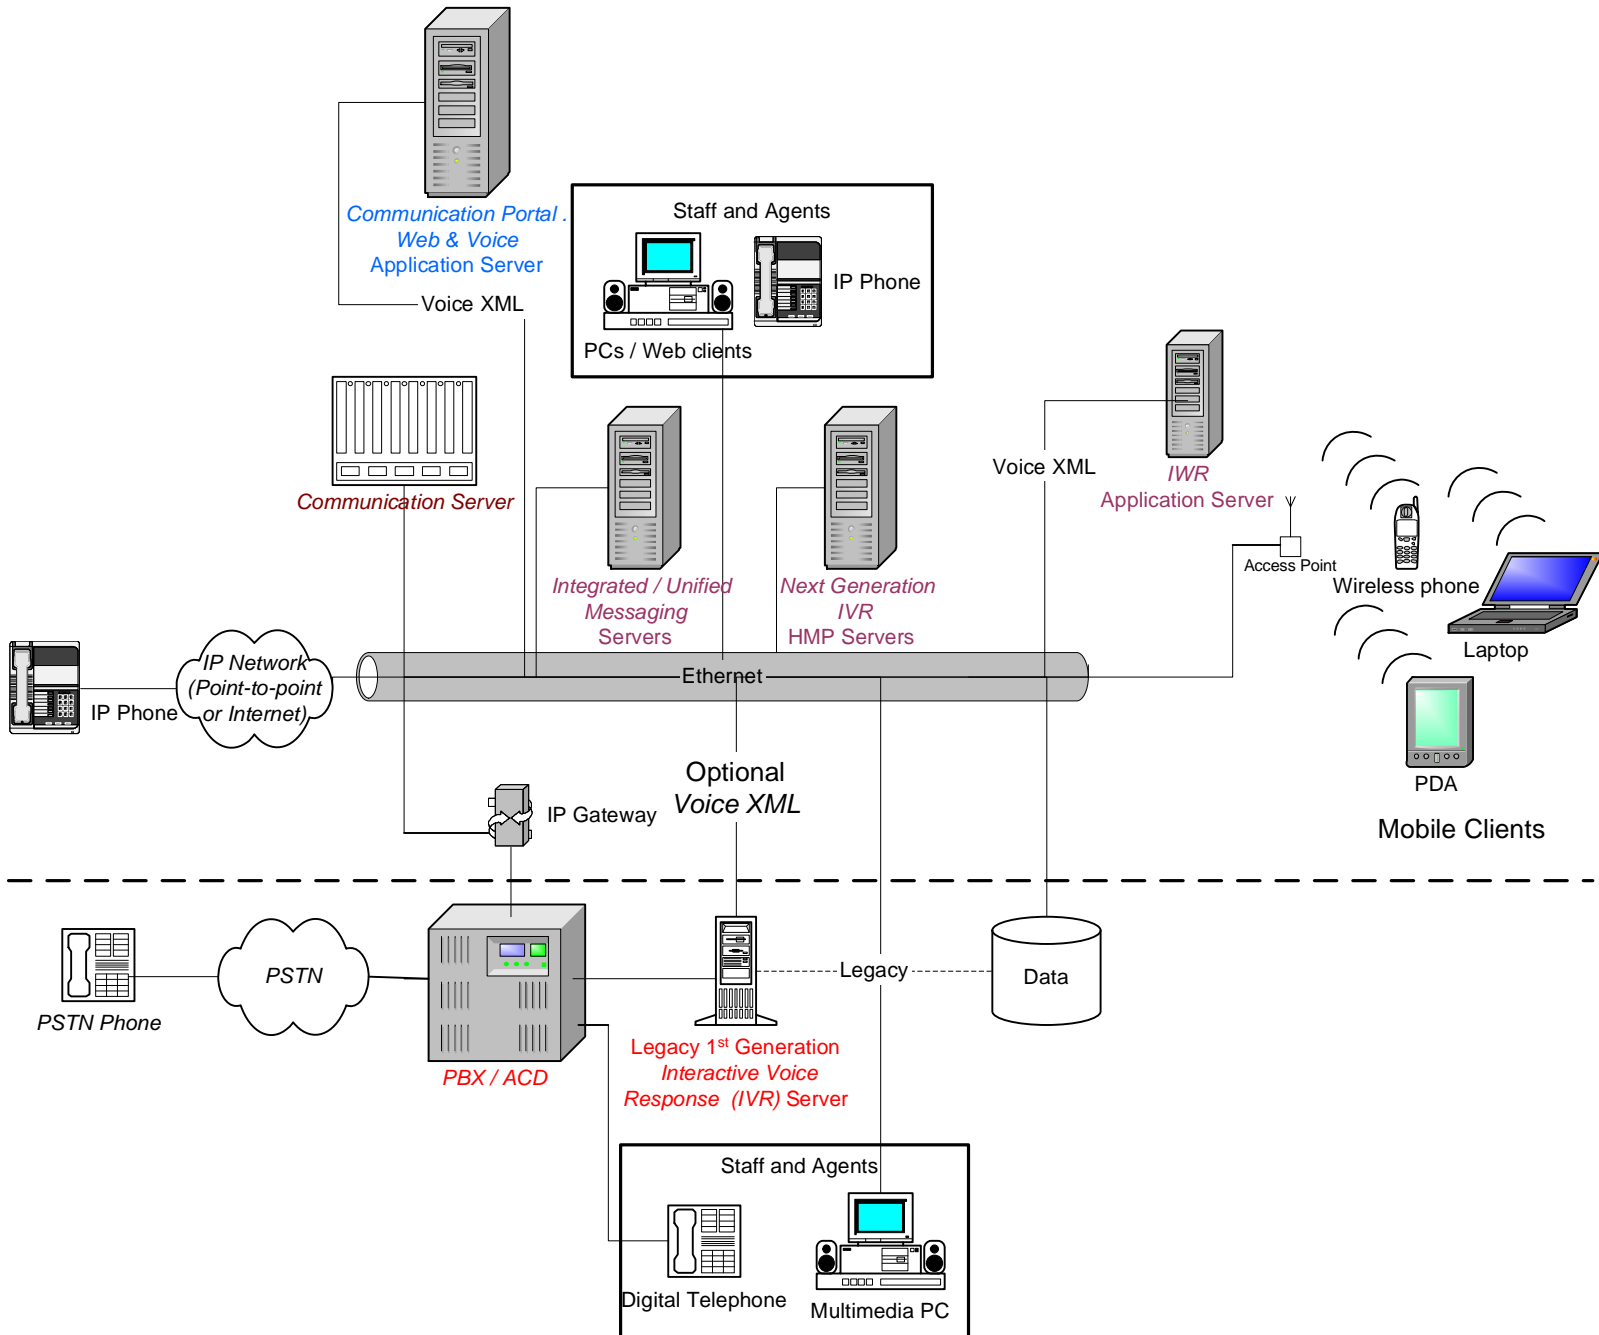 Communication Portal .
Web & Voice
Application Server
Voice XML
Staff and Agents
IP Phone
PCs / Web clients
Communication Server
Integrated / Unified
Messaging
Servers
Next Generation
IVR
HMP Servers
Voice XML
IWR
Application Server
Access Point
Wireless phone
Laptop
PDA
Mobile Clients
IP Phone
IP Network
(Point-to-point
or Internet)
Ethernet
Optional
Voice XML
IP Gateway
PSTN Phone
PSTN
PBX / ACD
Legacy 1st Generation
Interactive Voice
Response (IVR) Server
Legacy
Data
Staff and Agents
Digital Telephone
Multimedia PC